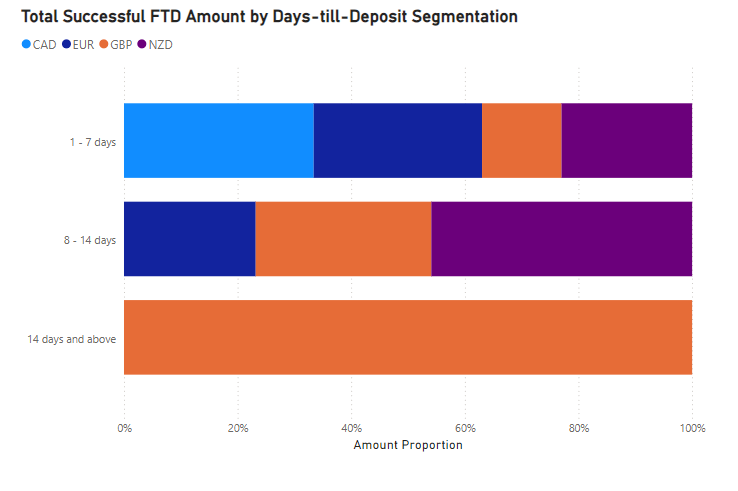 Total Successful FTD Amount by Days-till-Deposit Segmentation
CAD EUR GBP NZD
1 - 7 days
8 - 14 days
14 days and above
0% 20% 40% 60% 80% 100%
Amount Proportion